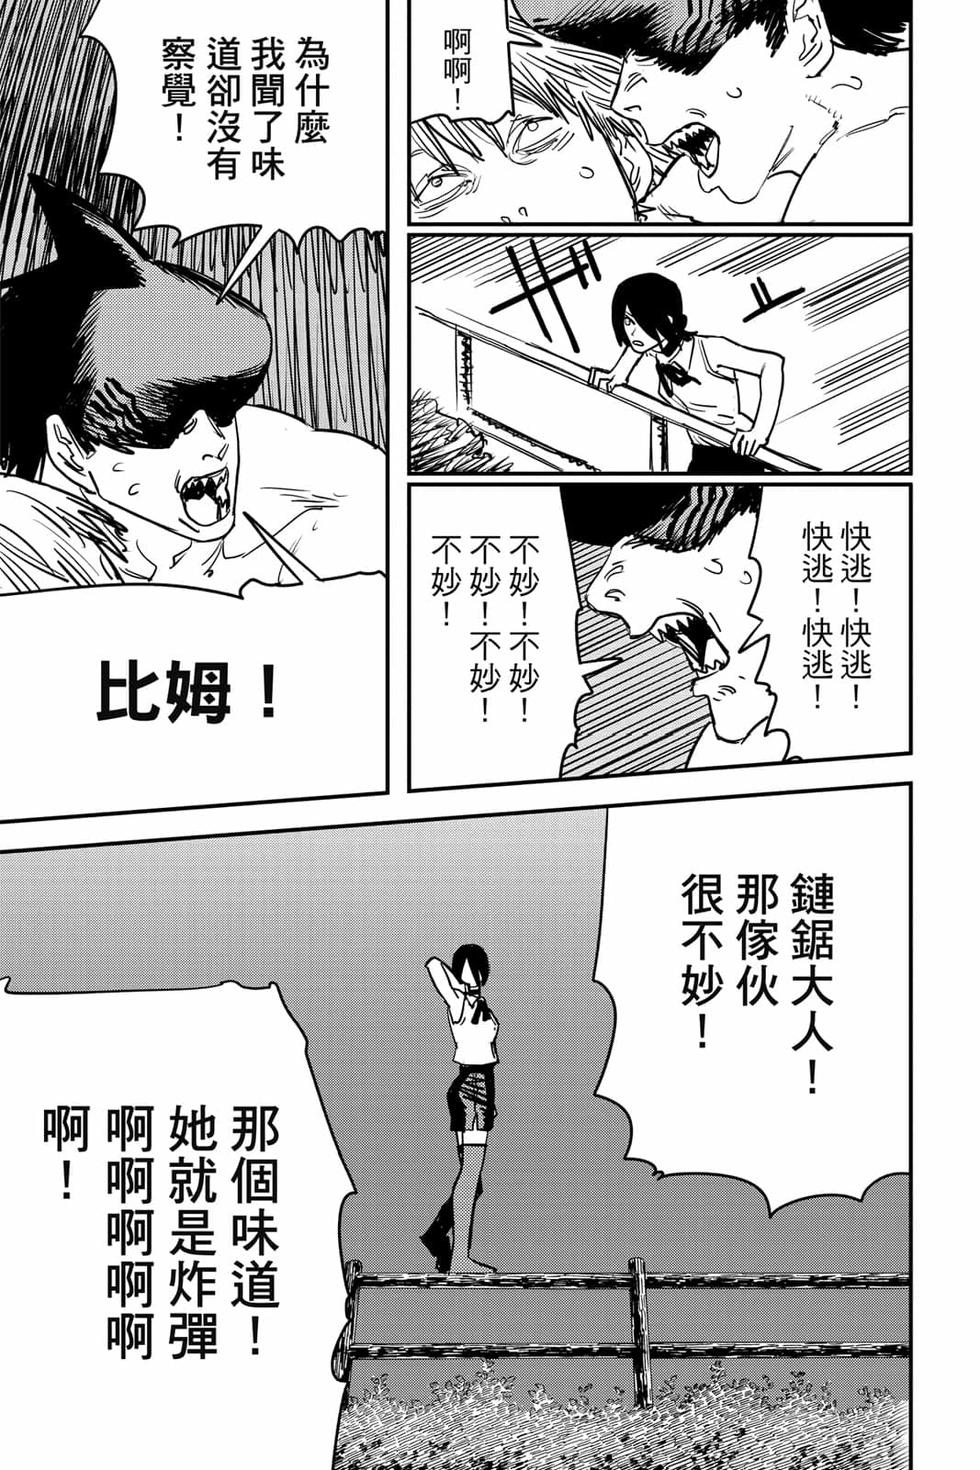 啊啊！
快逃！快逃！
快逃！快逃！
不妙！不妙！
不妙！不妙！
不妙！
為什麼
我聞了味
道卻沒有
察覺！
比姆！
鏈鋸大人！
那傢伙
很不妙！
那個味道！
她就是炸彈
啊啊啊啊啊
啊！